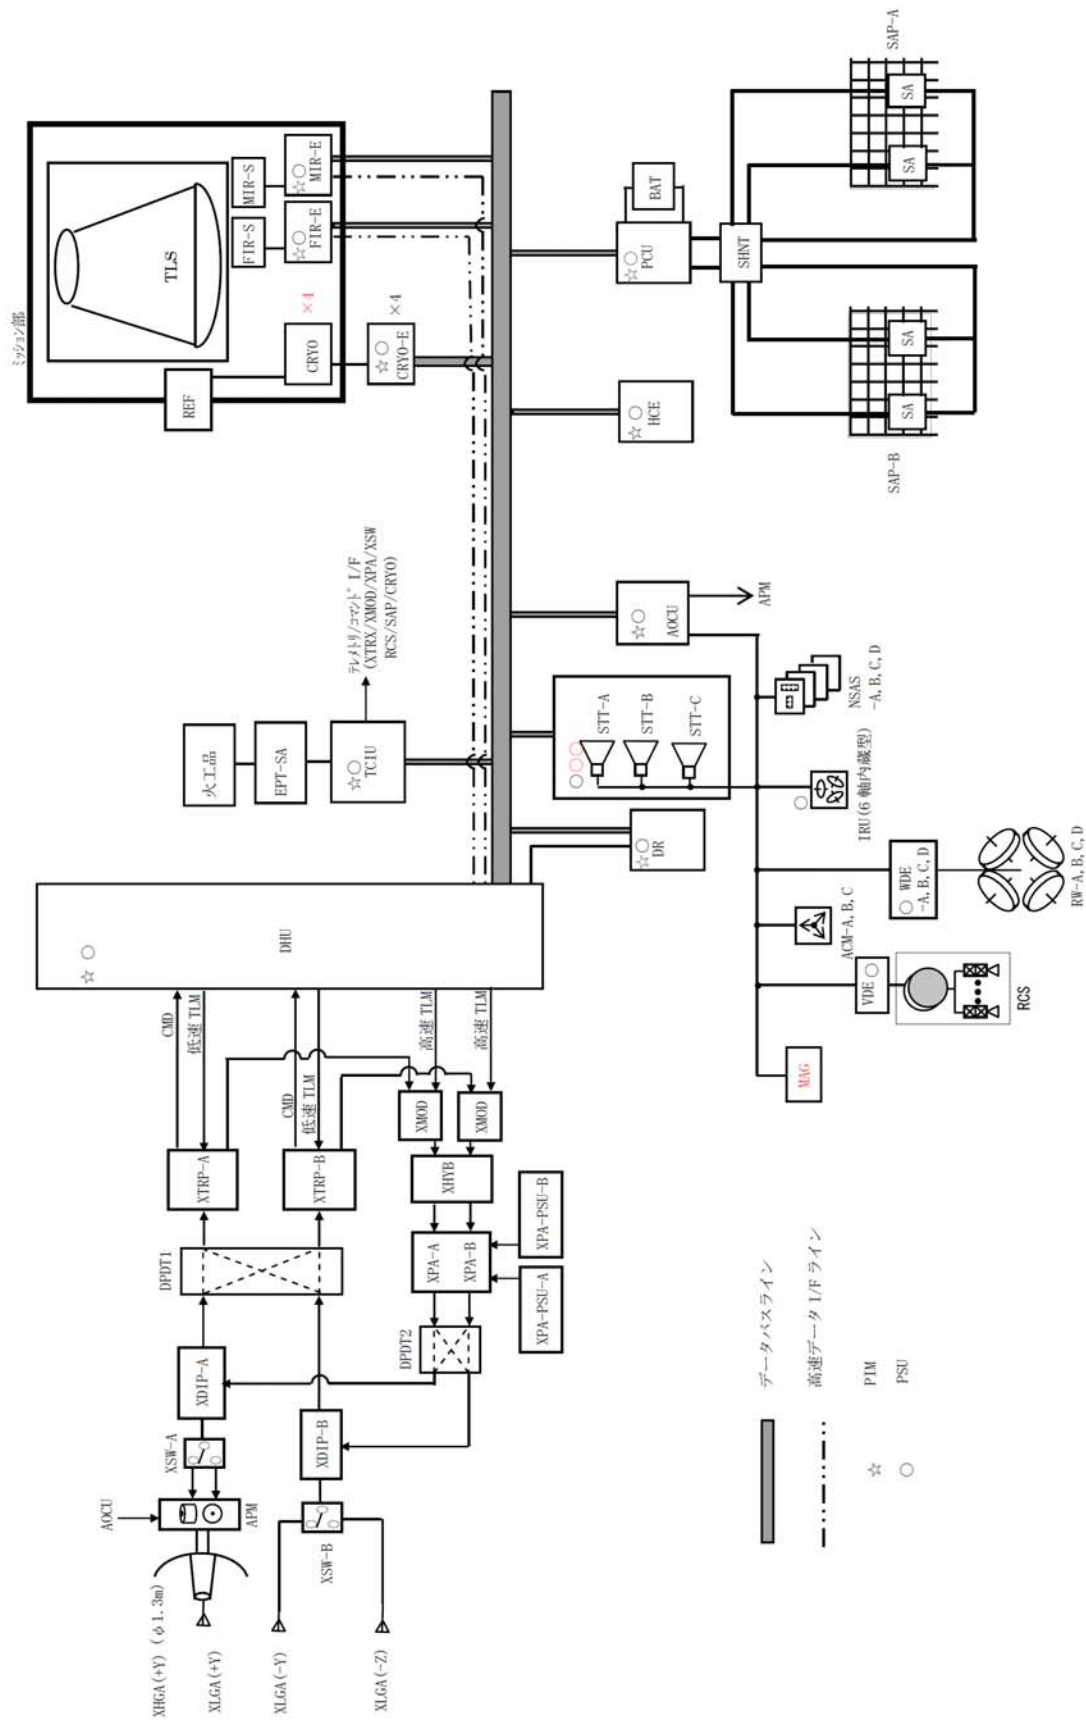 XHGA(+Y) (φ1.3m)
XLGA(+Y)
XLGA(-Y)
XLGA(-Z)
AOCU
APM
XSW-A
XSW-B
XDIP-A
XDIP-B
DPDT1
DPDT2
XTRP-A
XTRP-B
XPA-A
XPA-B
XPA-PSU-A
XPA-PSU-B
XHYB
XMOD
XMOD
CMD
低速 TLM
CMD
低速 TLM
高速 TLM
高速 TLM
☆ ○
DHU
火工品
EPT-SA
☆○
TCIU
テレメトリ/コマンド I/F
(XTRX/XMOD/XPA/XSW
RCS/SAP/CRYO)
ミッション部
TLS
REF
CRYO
×4
☆ ○
CRYO-E
×4
FIR-S
☆○
FIR-E
MIR-S
☆○
MIR-E
☆○
DR
○○○
STT-A
STT-B
STT-C
☆○
AOCU
APM
☆ ○
HCE
☆○
PCU
BAT
SHNT
SA
SA
SA
SA
SAP-A
SAP-B
MAG
VDE ○
RCS
ACM-A, B, C
○ WDE
-A, B, C, D
RW-A, B, C, D
○
IRU(6 軸内蔵型)
NSAS
-A, B, C, D
データバスライン
高速データ I/F ライン
☆ PIM
○ PSU